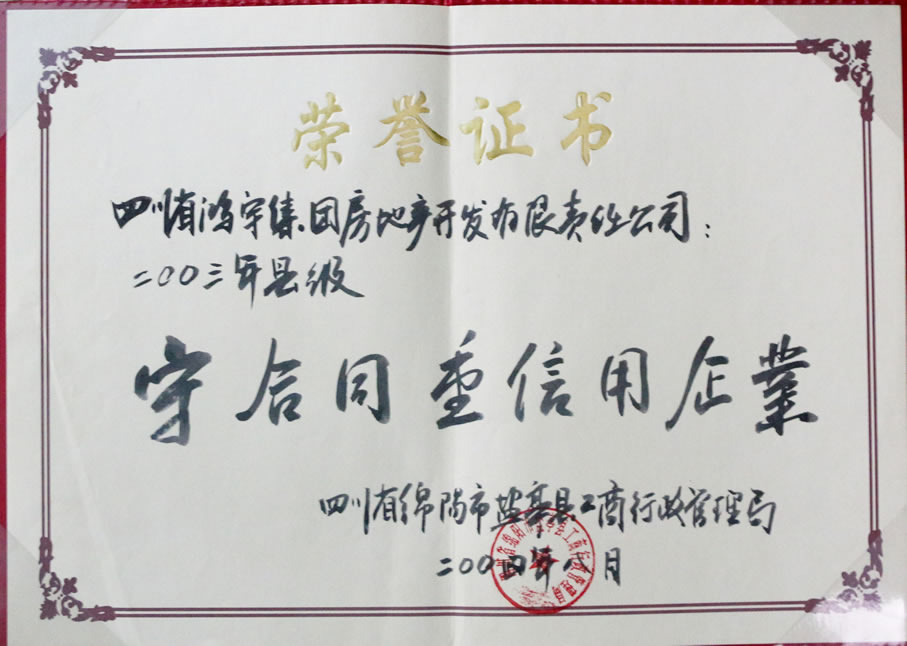 荣誉证书
四川省鸿宇集团房地产开发有限责任公司：
二00三年县级
守合同重信用企業
四川省绵阳市盐亭县工商行政管理局
二00四年八月